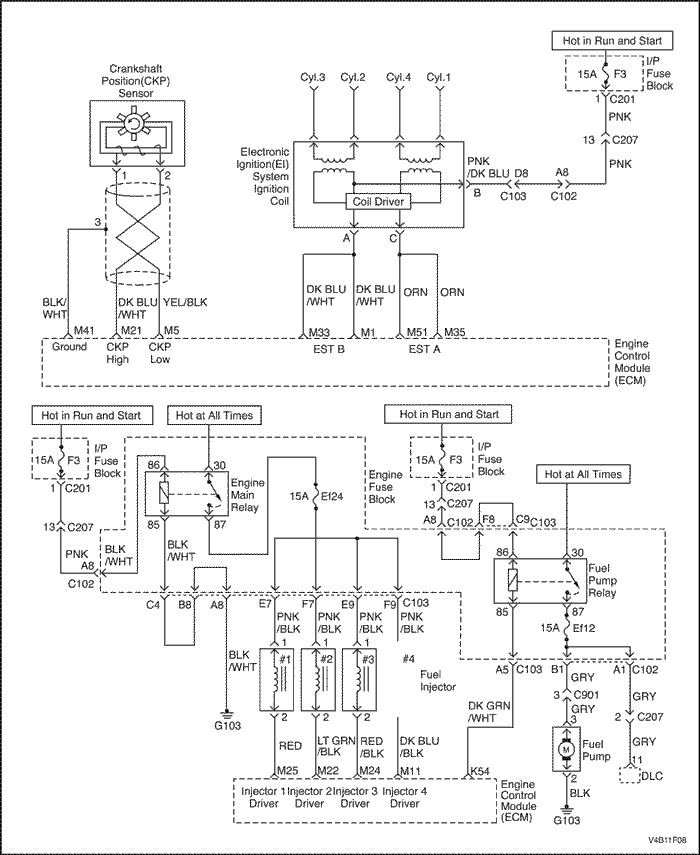 Hot in Run and Start
Crankshaft
Position(CKP)
Sensor
Cyl.3 Cyl.2 Cyl.4 Cyl.1
15A F3
I/P
Fuse
Block
1 C201
PNK
13 C207
PNK
Electronic
Ignition(EI)
System
Ignition
Coil
PNK
/DK BLU
D8 A8
B C103 C102
Coil Driver
1 2
3
A C
BLK/
WHT
DK BLU
/WHT
YEL/BLK
DK BLU
/WHT
DK BLU
/WHT
ORN ORN
M41 M21 M5 M33 M1 M51 M35
Ground
CKP
High
CKP
Low
EST B EST A
Engine
Control
Module
(ECM)
Hot in Run and Start
Hot at All Times
Hot in Run and Start
15A F3
I/P
Fuse
Block
1 C201
13 C207
PNK
A8
C102
BLK
/WHT
86 30
Engine
Main
Relay
85 87
BLK
/WHT
15A Ef24
Engine
Fuse
Block
15A F3
I/P
Fuse
Block
1 C201
13 C207
A8 C102 F8 C9 C103
Hot at All Times
86 30
Fuel
Pump
Relay
85 87
15A Ef12
C4 B8 A8 E7 F7 E9 F9 C103
BLK
/WHT
G103
PNK
/BLK
PNK
/BLK
PNK
/BLK
PNK
/BLK
1 1 1
#1 #2 #3 #4
Fuel
Injector
2 2 2
RED
LT GRN
/BLK
RED
/BLK
DK BLU
/BLK
M25 M22 M24 M11 K54
Injector 1
Driver
Injector 2
Driver
Injector 3
Driver
Injector 4
Driver
Engine
Control
Module
(ECM)
A5 C103 B1 A1 C102
DK GRN
/WHT
GRY
3 C901
GRY
3
M
Fuel
Pump
2
BLK
G103
GRY
2 C207
GRY
11
DLC
V4B11F08